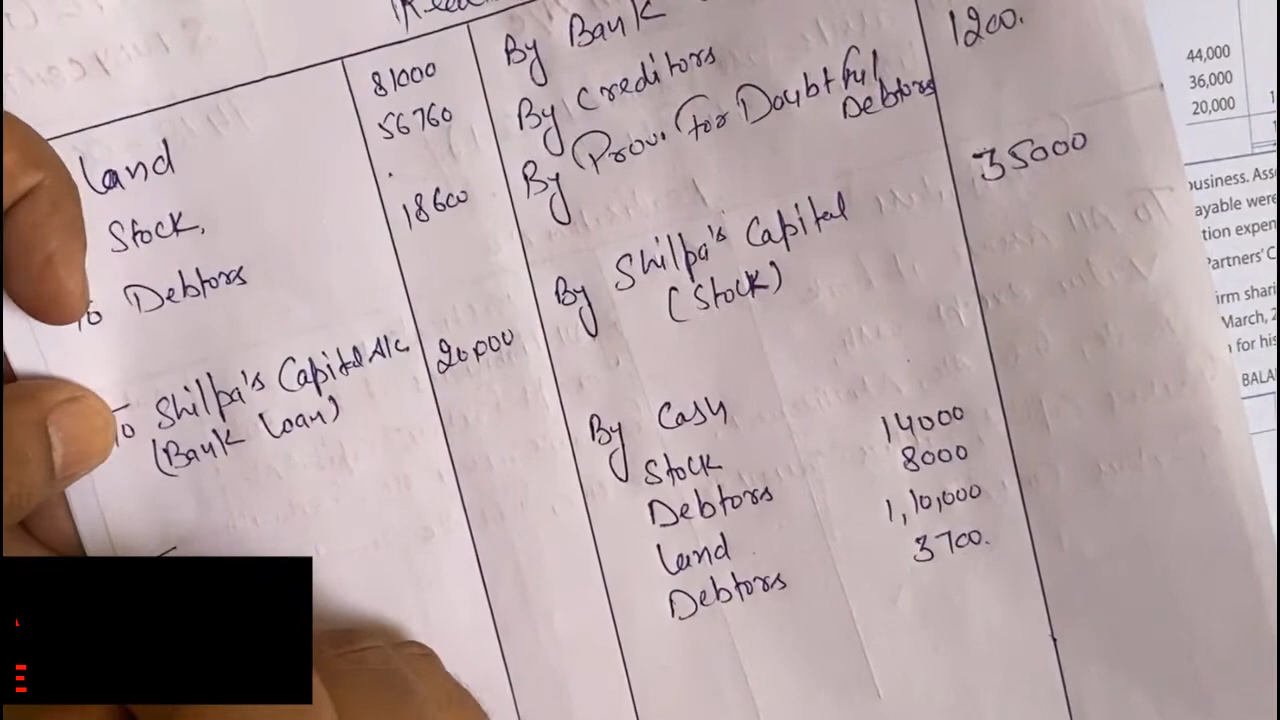 81000
By Bank
1200.
56760
By Creditors
Land
By Prov. for Doubtful
Debtors
18600
Stock,
35000
To Debtors
By Shilpa's Capital
(Stock)
To Shilpa's Capital A/c 20,000
(Bank Loan)
By Cash
Stock 14000
Debtors 8000
Land 1,10,000
Debtors 3700.
44,000
36,000
20,000
business. Ass
ayable were
tion expen
Partners' C
irm shari
March, 2
for his
BALA